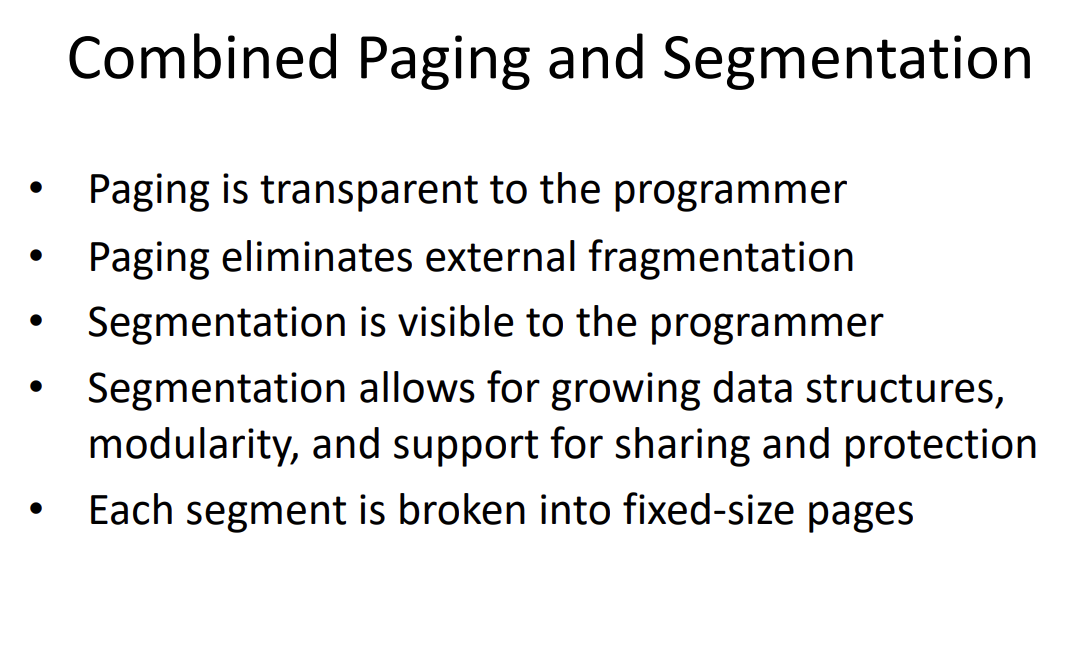 Combined Paging and Segmentation
• Paging is transparent to the programmer
• Paging eliminates external fragmentation
• Segmentation is visible to the programmer
• Segmentation allows for growing data structures,
modularity, and support for sharing and protection
• Each segment is broken into fixed-size pages